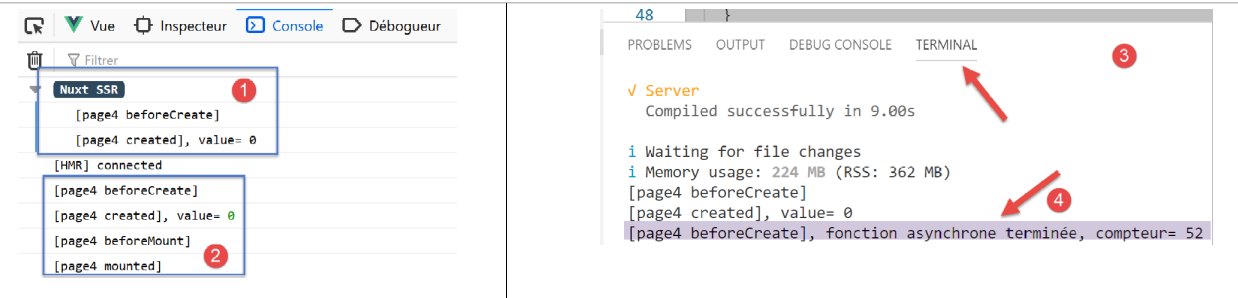 Vue Inspecteur Console Débogueur
Filtrer
Nuxt SSR 1
[page4 beforeCreate]
[page4 created], value= 0
[HMR] connected
[page4 beforeCreate]
[page4 created], value= 0
[page4 beforeMount]
[page4 mounted]
2
48 }
PROBLEMS OUTPUT DEBUG CONSOLE TERMINAL 3
√ Server
Compiled successfully in 9.00s
i Waiting for file changes
i Memory usage: 224 MB (RSS: 362 MB)
[page4 beforeCreate]
[page4 created], value= 0 4
[page4 beforeCreate], fonction asynchrone terminée, compteur= 52